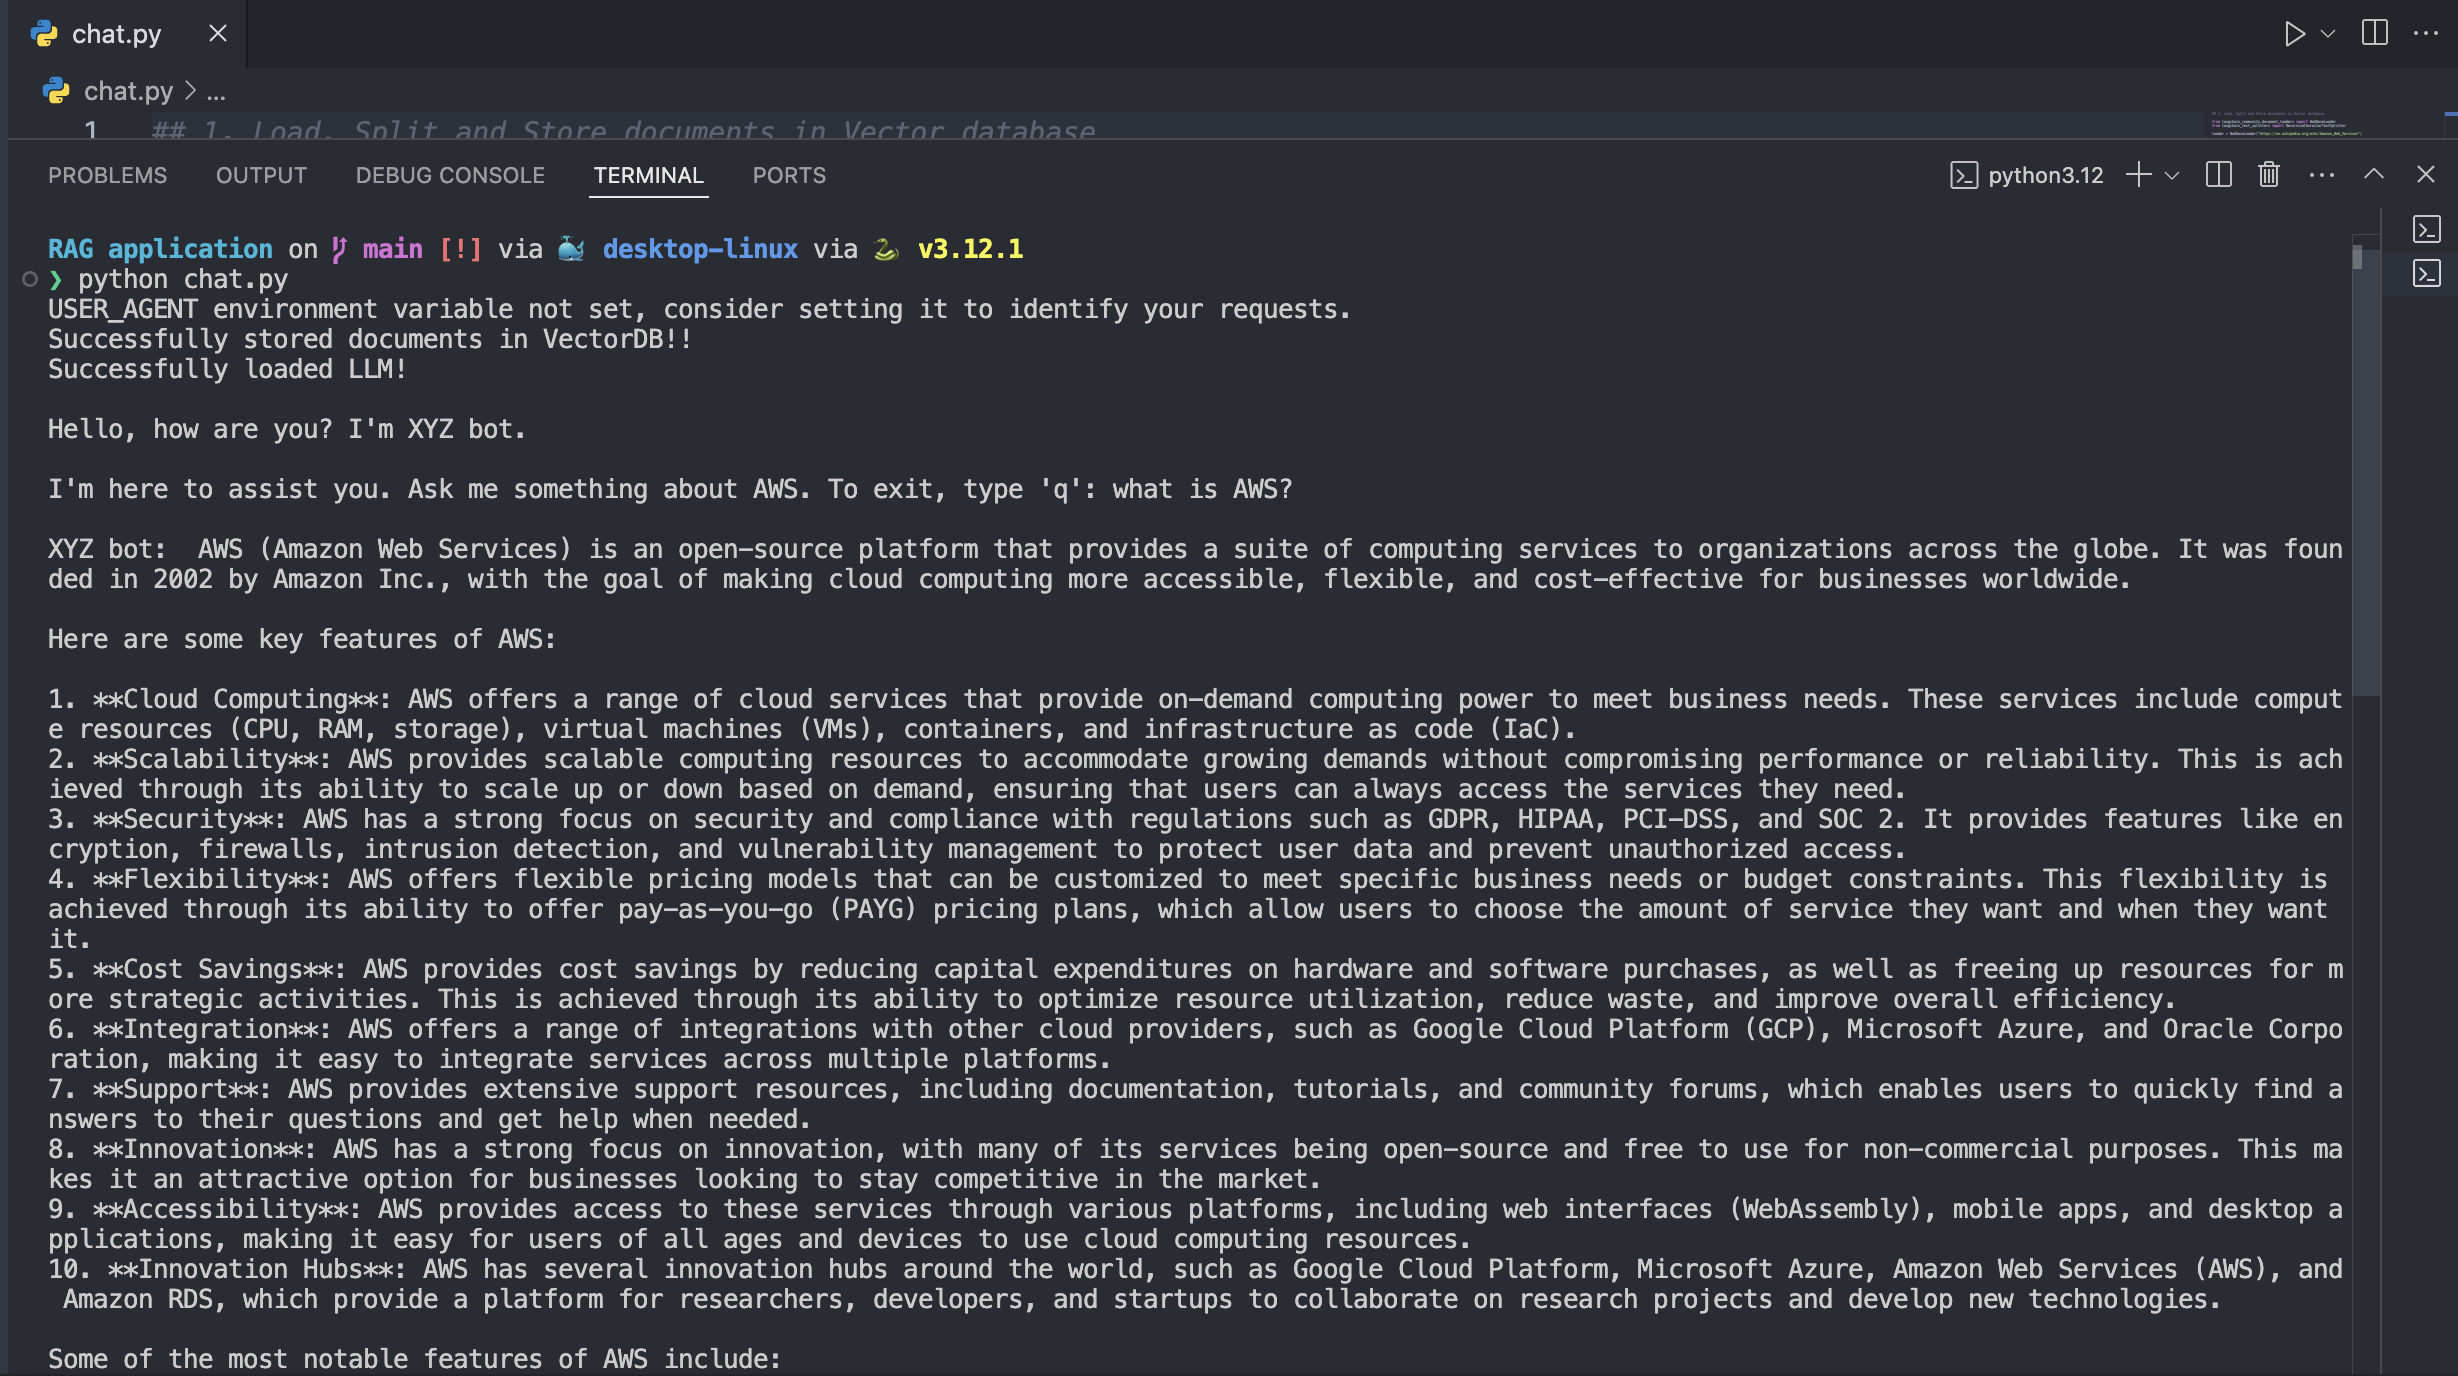 chat.py
chat.py > ...
1 ## 1. Load, Split and Store documents in Vector database
PROBLEMS OUTPUT DEBUG CONSOLE TERMINAL PORTS python3.12
RAG application on main [!] via 🐳 desktop-linux via 🐍 v3.12.1
❯ python chat.py
USER_AGENT environment variable not set, consider setting it to identify your requests.
Successfully stored documents in VectorDB!!
Successfully loaded LLM!
Hello, how are you? I'm XYZ bot.
I'm here to assist you. Ask me something about AWS. To exit, type 'q': what is AWS?
XYZ bot:  AWS (Amazon Web Services) is an open-source platform that provides a suite of computing services to organizations across the globe. It was foun
ded in 2002 by Amazon Inc., with the goal of making cloud computing more accessible, flexible, and cost-effective for businesses worldwide.
Here are some key features of AWS:
1. **Cloud Computing**: AWS offers a range of cloud services that provide on-demand computing power to meet business needs. These services include comput
e resources (CPU, RAM, storage), virtual machines (VMs), containers, and infrastructure as code (IaC).
2. **Scalability**: AWS provides scalable computing resources to accommodate growing demands without compromising performance or reliability. This is ach
ieved through its ability to scale up or down based on demand, ensuring that users can always access the services they need.
3. **Security**: AWS has a strong focus on security and compliance with regulations such as GDPR, HIPAA, PCI-DSS, and SOC 2. It provides features like en
cryption, firewalls, intrusion detection, and vulnerability management to protect user data and prevent unauthorized access.
4. **Flexibility**: AWS offers flexible pricing models that can be customized to meet specific business needs or budget constraints. This flexibility is
achieved through its ability to offer pay-as-you-go (PAYG) pricing plans, which allow users to choose the amount of service they want and when they want
it.
5. **Cost Savings**: AWS provides cost savings by reducing capital expenditures on hardware and software purchases, as well as freeing up resources for m
ore strategic activities. This is achieved through its ability to optimize resource utilization, reduce waste, and improve overall efficiency.
6. **Integration**: AWS offers a range of integrations with other cloud providers, such as Google Cloud Platform (GCP), Microsoft Azure, and Oracle Corpo
ration, making it easy to integrate services across multiple platforms.
7. **Support**: AWS provides extensive support resources, including documentation, tutorials, and community forums, which enables users to quickly find a
nswers to their questions and get help when needed.
8. **Innovation**: AWS has a strong focus on innovation, with many of its services being open-source and free to use for non-commercial purposes. This ma
kes it an attractive option for businesses looking to stay competitive in the market.
9. **Accessibility**: AWS provides access to these services through various platforms, including web interfaces (WebAssembly), mobile apps, and desktop a
pplications, making it easy for users of all ages and devices to use cloud computing resources.
10. **Innovation Hubs**: AWS has several innovation hubs around the world, such as Google Cloud Platform, Microsoft Azure, Amazon Web Services (AWS), and
 Amazon RDS, which provide a platform for researchers, developers, and startups to collaborate on research projects and develop new technologies.
Some of the most notable features of AWS include: